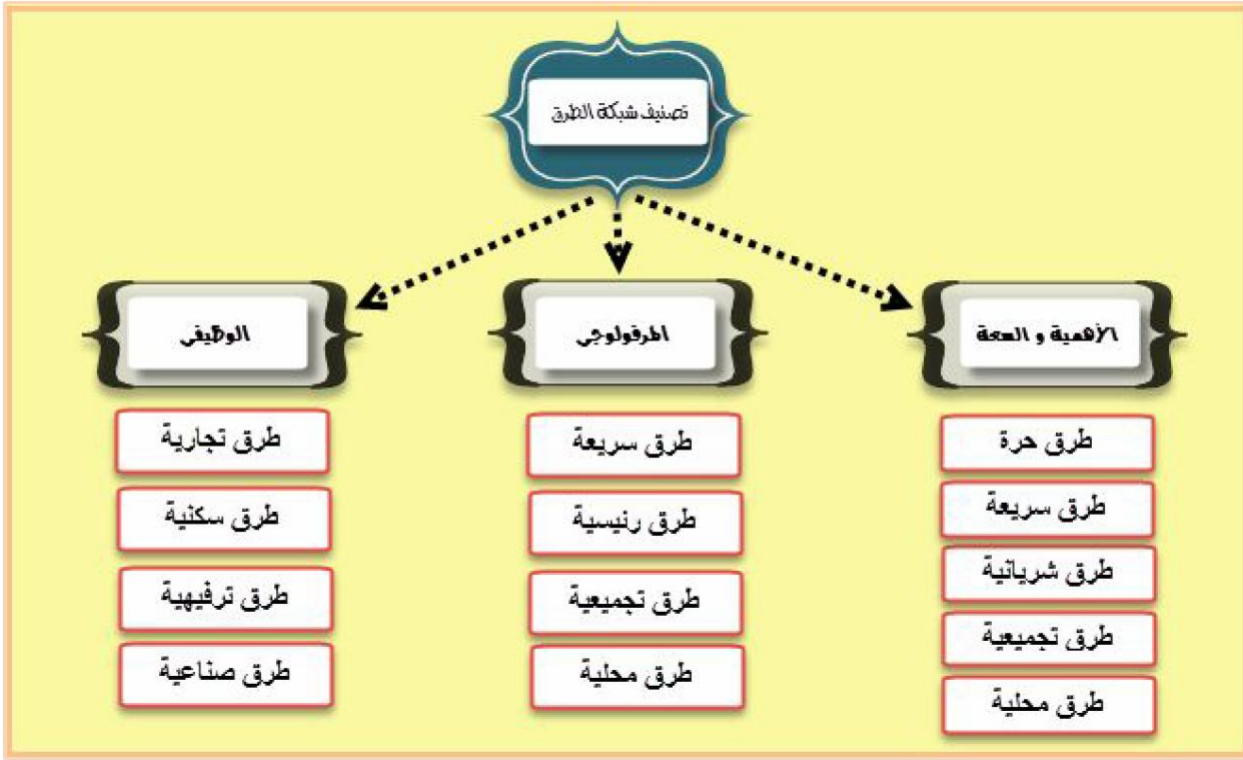 تصنيف شبكة الطرق
الأهمية و السعة
المرفولوجي
الوظيفي
طرق حرة
طرق سريعة
طرق شريانية
طرق تجميعية
طرق محلية
طرق سريعة
طرق رئيسية
طرق تجميعية
طرق محلية
طرق تجارية
طرق سكنية
طرق ترفيهية
طرق صناعية